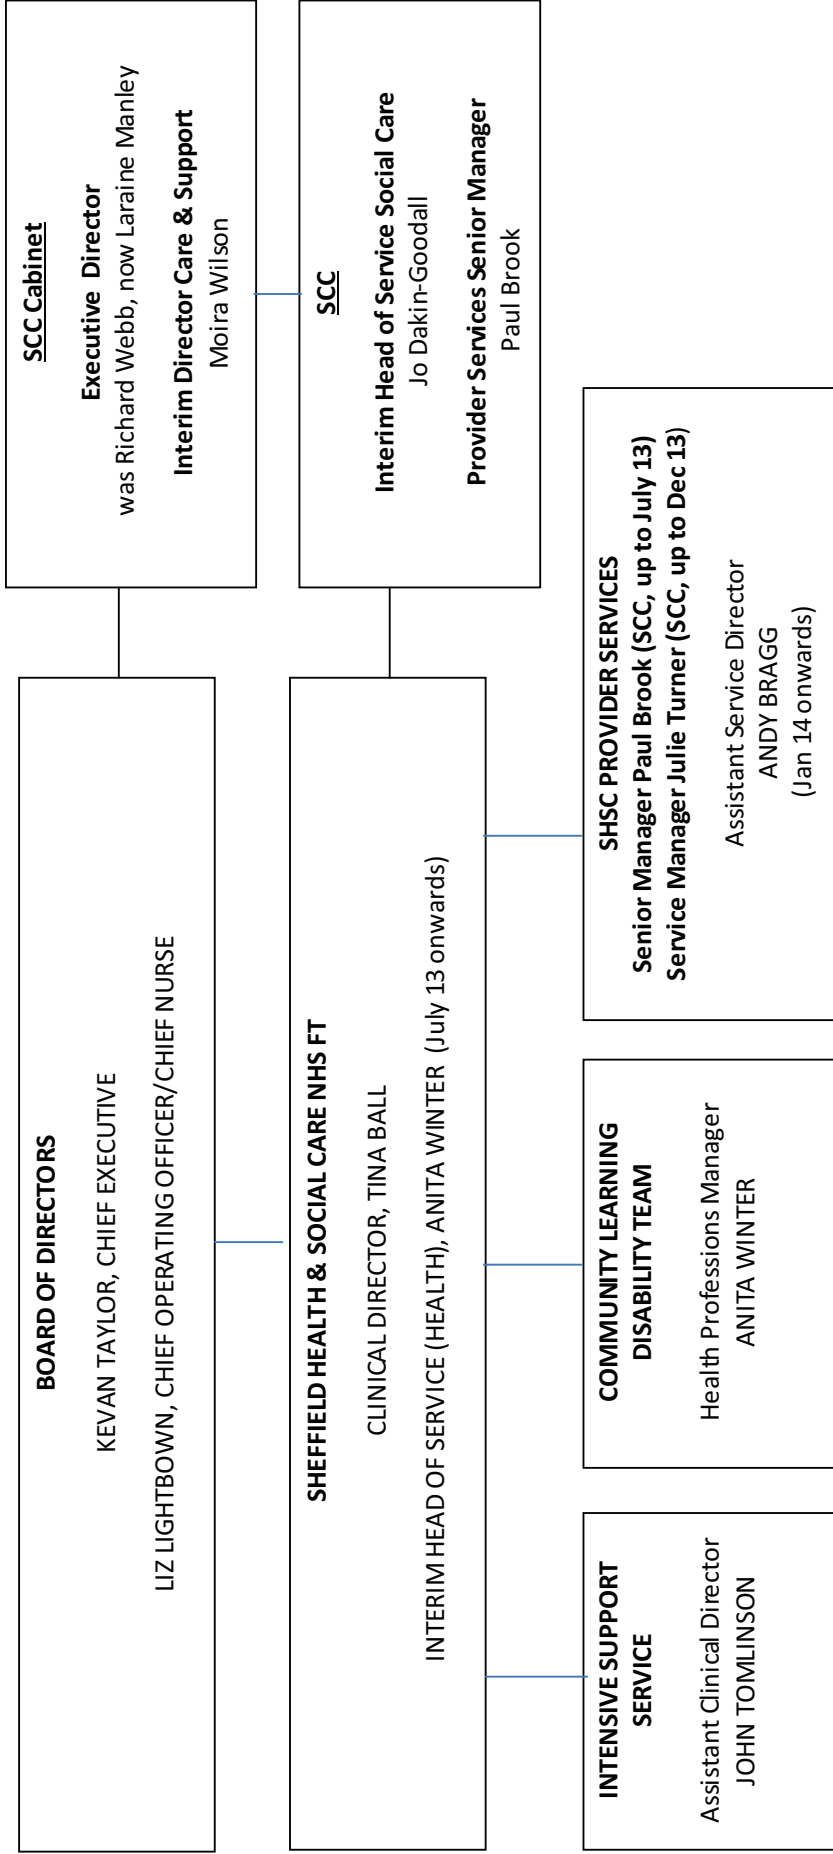 BOARD OF DIRECTORS
KEVAN TAYLOR, CHIEF EXECUTIVE
LIZ LIGHTBOWN, CHIEF OPERATING OFFICER/CHIEF NURSE
SCC Cabinet
Executive Director
was Richard Webb, now Laraine Manley
Interim Director Care & Support
Moira Wilson
SHEFFIELD HEALTH & SOCIAL CARE NHS FT
CLINICAL DIRECTOR, TINA BALL
INTERIM HEAD OF SERVICE (HEALTH), ANITA WINTER (July 13 onwards)
SCC
Interim Head of Service Social Care
Jo Dakin-Goodall
Provider Services Senior Manager
Paul Brook
INTENSIVE SUPPORT
SERVICE
Assistant Clinical Director
JOHN TOMLINSON
COMMUNITY LEARNING
DISABILITY TEAM
Health Professions Manager
ANITA WINTER
SHSC PROVIDER SERVICES
Senior Manager Paul Brook (SCC, up to July 13)
Service Manager Julie Turner (SCC, up to Dec 13)
Assistant Service Director
ANDY BRAGG
(Jan 14 onwards)